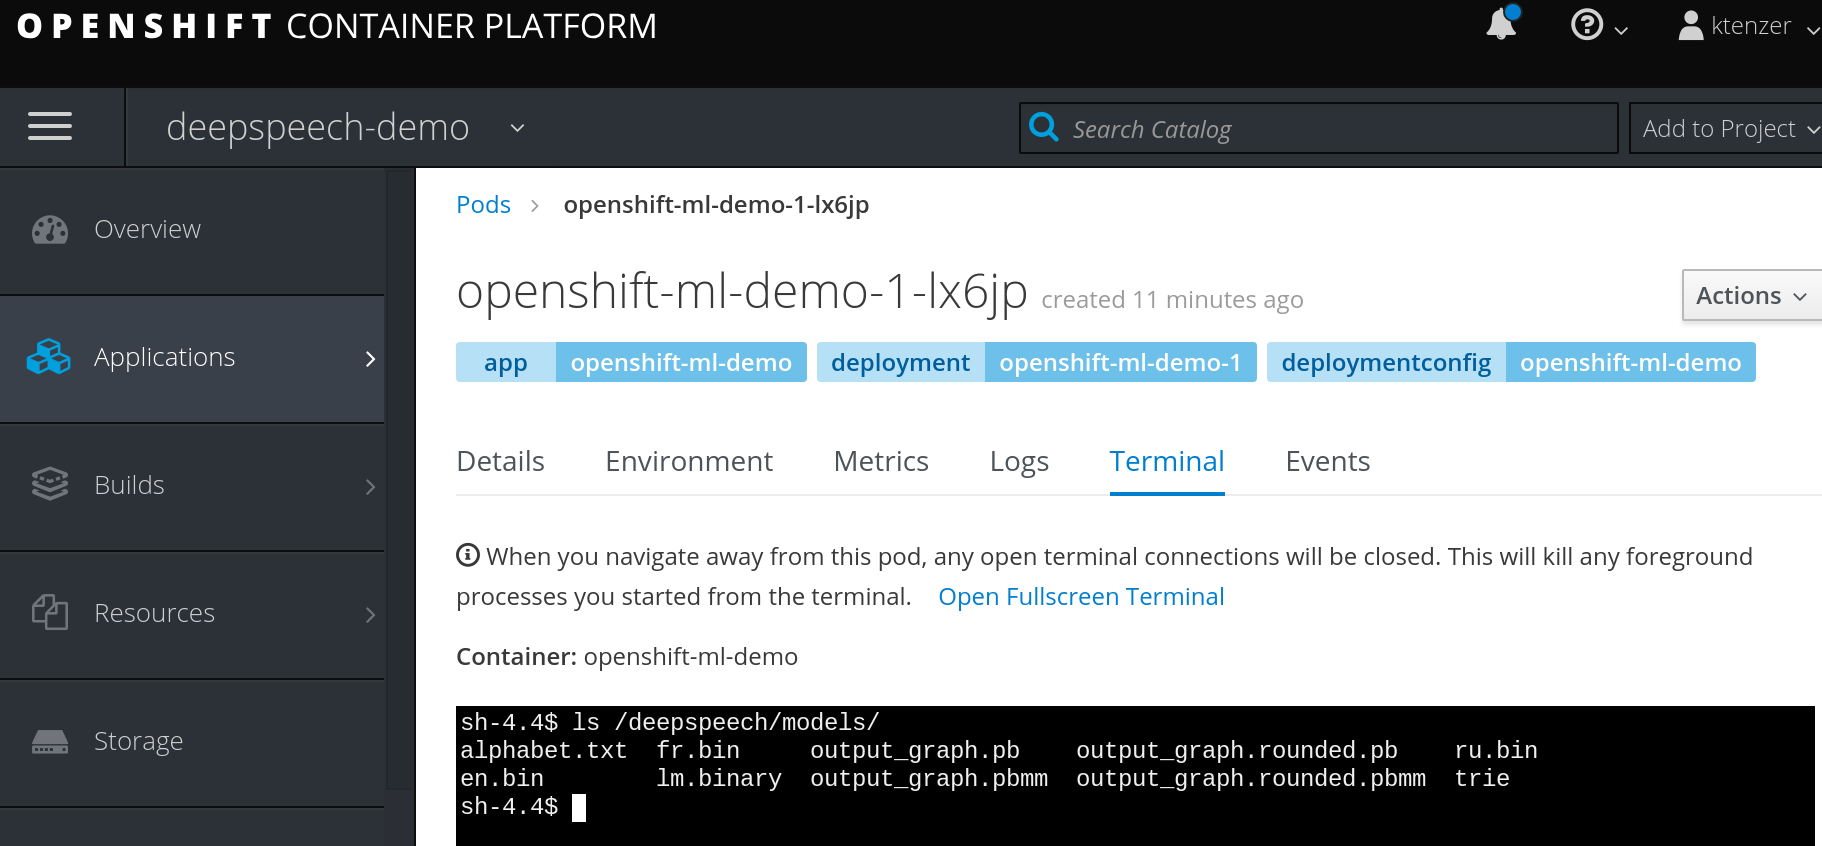 OPENSHIFT CONTAINER PLATFORM
ktenzer
deepspeech-demo
Search Catalog
Add to Project
Overview
Applications
Builds
Resources
Storage
Pods > openshift-ml-demo-1-lx6jp
openshift-ml-demo-1-lx6jp created 11 minutes ago
Actions
app openshift-ml-demo deployment openshift-ml-demo-1 deploymentconfig openshift-ml-demo
Details Environment Metrics Logs Terminal Events
When you navigate away from this pod, any open terminal connections will be closed. This will kill any foreground
processes you started from the terminal. Open Fullscreen Terminal
Container: openshift-ml-demo
sh-4.4$ ls /deepspeech/models/
alphabet.txt fr.bin output_graph.pb output_graph.rounded.pb ru.bin
en.bin lm.binary output_graph.pbmm output_graph.rounded.pbmm trie
sh-4.4$